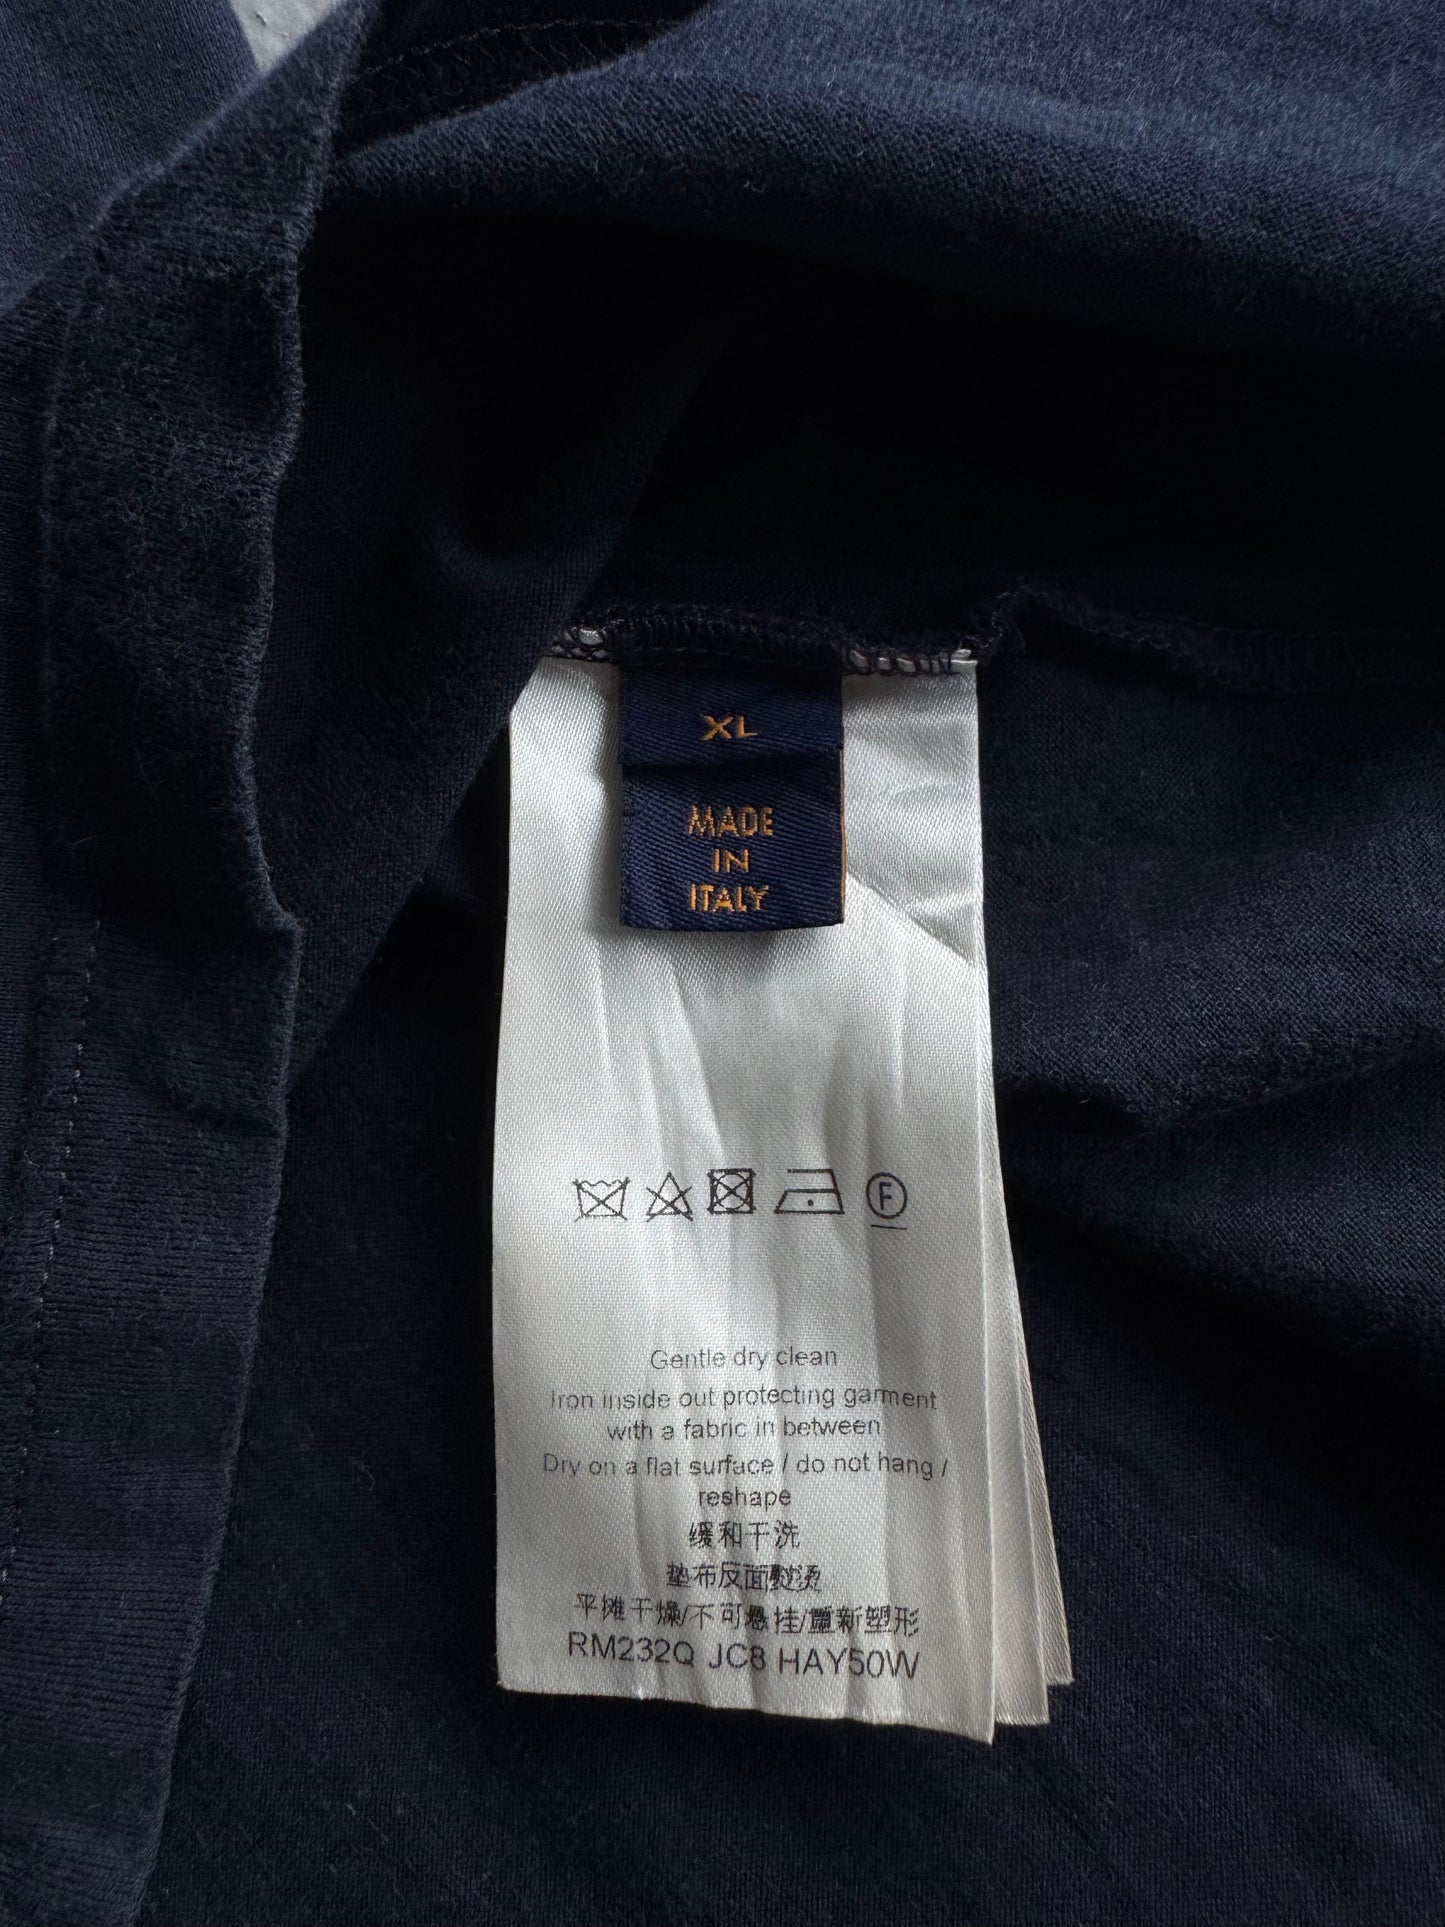 XL
MADE
IN
ITALY
F
Gentle dry clean
Iron inside out protecting garment
with a fabric in between
Dry on a flat surface / do not hang /
reshape
缓和干洗
垫布反面熨烫
平摊干燥/不可悬挂/重新塑形
RM232Q JC8 HAY50W